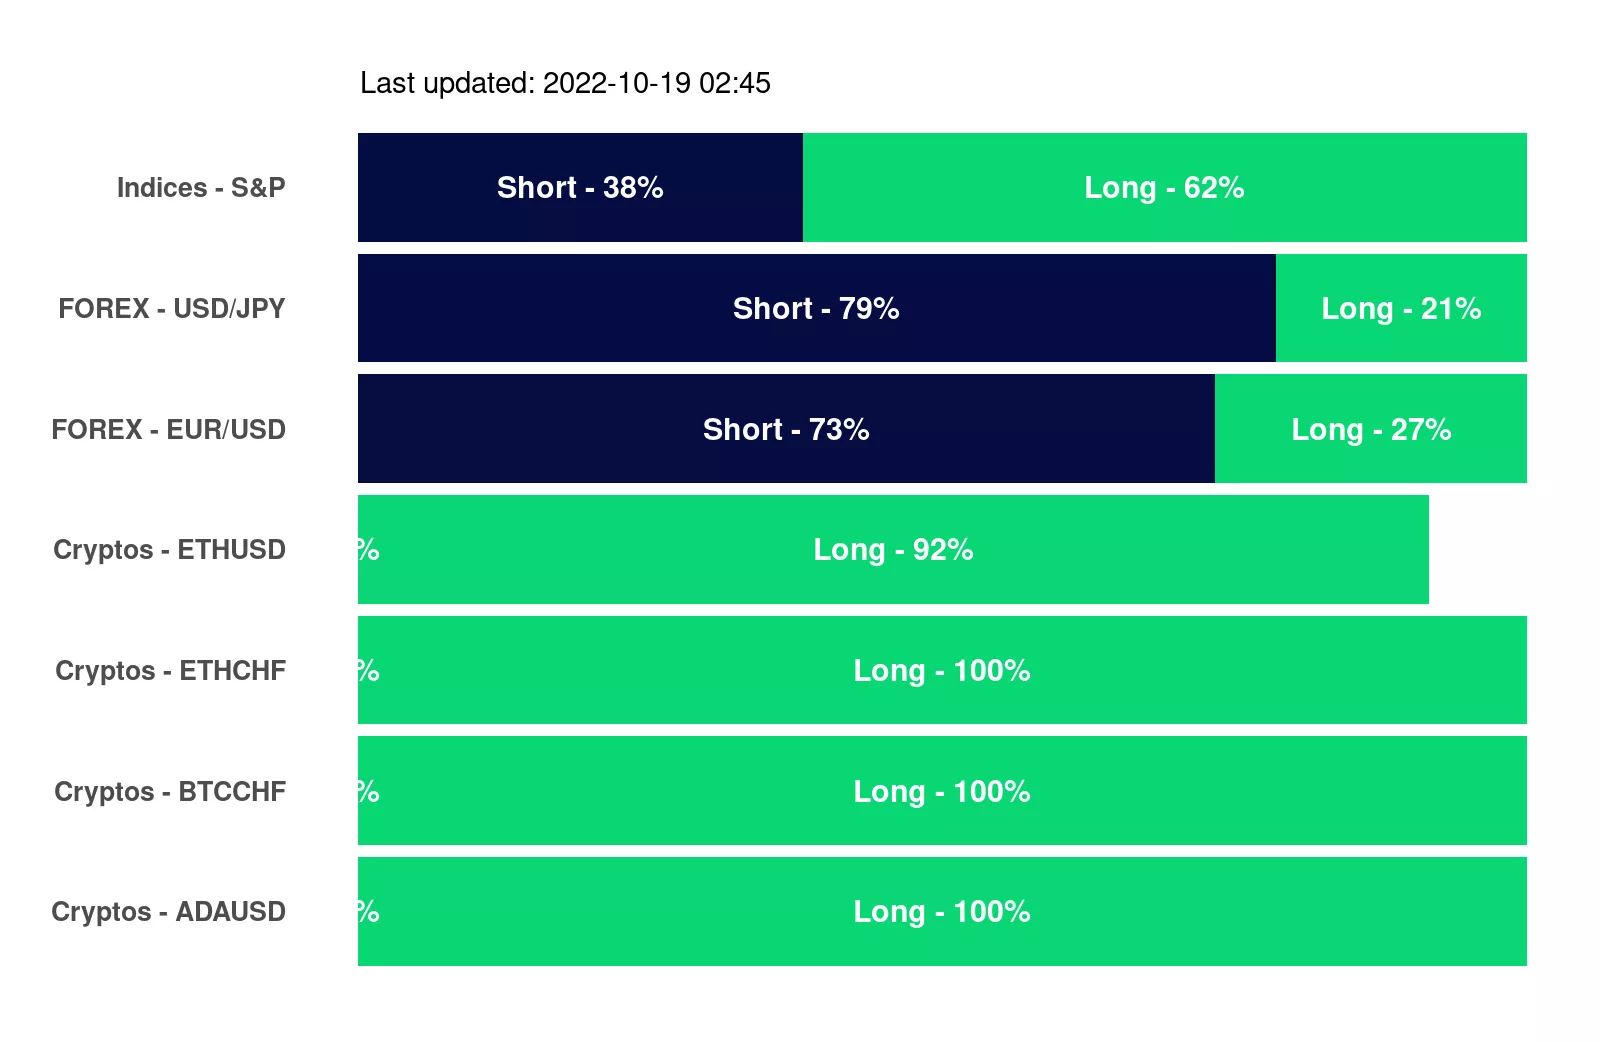 Last updated: 2022-10-19 02:45
Indices - S&P Short - 38% Long - 62%
FOREX - USD/JPY Short - 79% Long - 21%
FOREX - EUR/USD Short - 73% Long - 27%
Cryptos - ETHUSD % Long - 92%
Cryptos - ETHCHF % Long - 100%
Cryptos - BTCCHF % Long - 100%
Cryptos - ADAUSD % Long - 100%